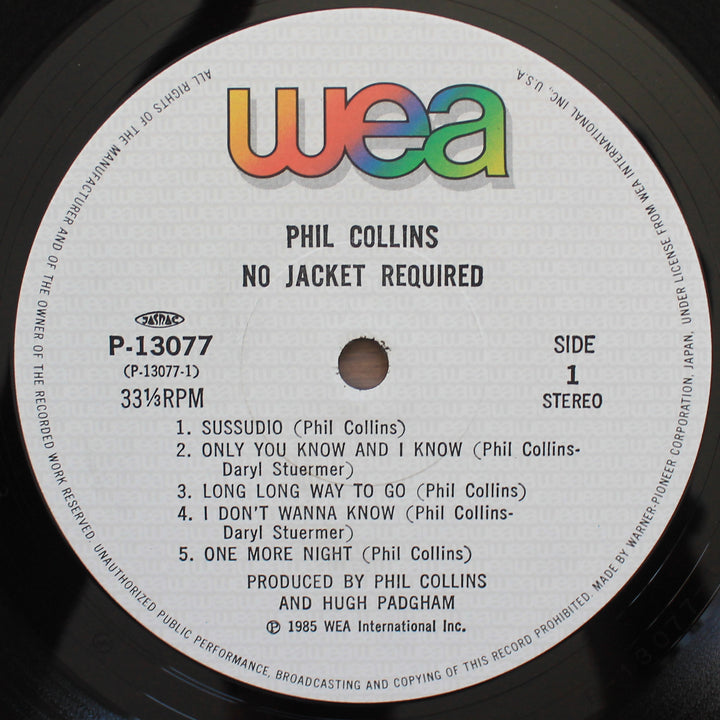 wea
PHIL COLLINS
NO JACKET REQUIRED
JASRAC
P-13077
(P-13077-1)
33⅓RPM
SIDE
1
STEREO
1. SUSSUDIO (Phil Collins)
2. ONLY YOU KNOW AND I KNOW (Phil Collins-
Daryl Stuermer)
3. LONG LONG WAY TO GO (Phil Collins)
4. I DON'T WANNA KNOW (Phil Collins-
Daryl Stuermer)
5. ONE MORE NIGHT (Phil Collins)
PRODUCED BY PHIL COLLINS
AND HUGH PADGHAM
Ⓟ 1985 WEA International Inc.
ALL RIGHTS OF THE MANUFACTURER AND OF THE OWNER OF THE RECORDED WORK RESERVED. UNAUTHORIZED PUBLIC PERFORMANCE, BROADCASTING AND COPYING OF THIS RECORD PROHIBITED. MADE BY WARNER-PIONEER CORPORATION, JAPAN, UNDER LICENSE FROM WEA INTERNATIONAL INC., U.S.A
13077